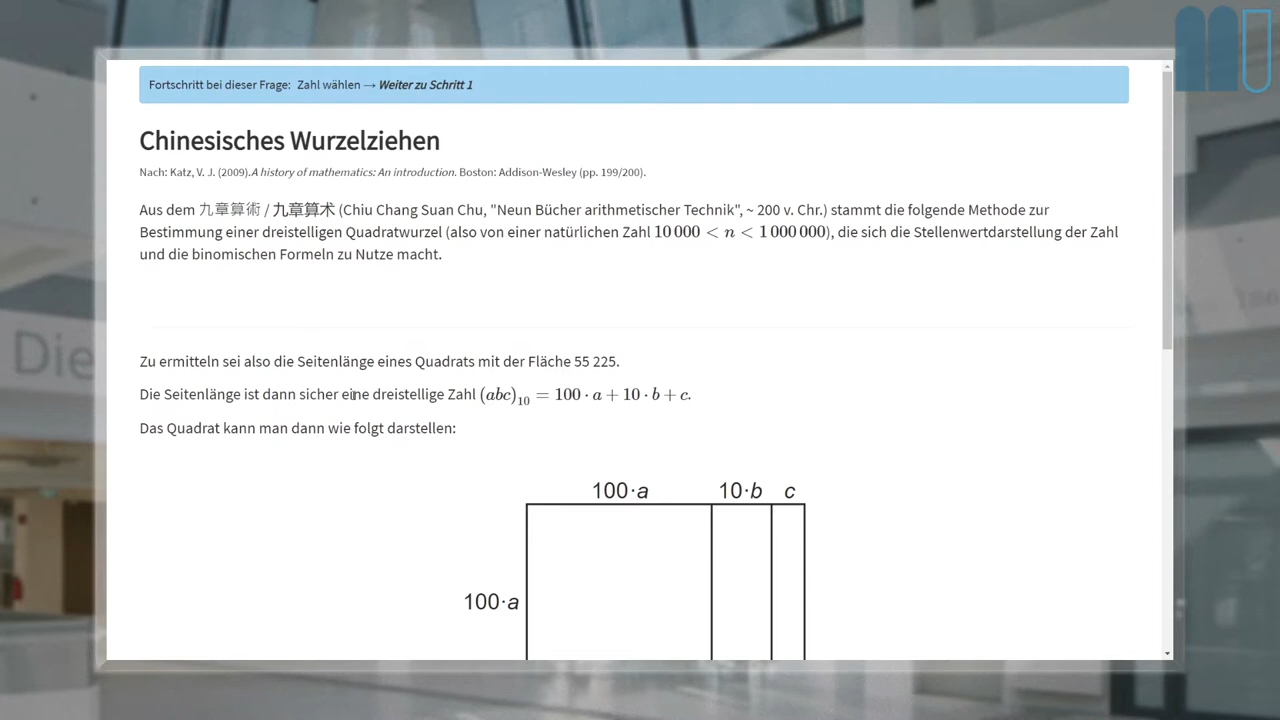 Fortschritt bei dieser Frage: Zahl wählen → Weiter zu Schritt 1
Chinesisches Wurzelziehen
Nach: Katz, V. J. (2009).A history of mathematics: An introduction. Boston: Addison-Wesley (pp. 199/200).
Aus dem 九章算術 / 九章算术 (Chiu Chang Suan Chu, "Neun Bücher arithmetischer Technik", ~ 200 v. Chr.) stammt die folgende Methode zur
Bestimmung einer dreistelligen Quadratwurzel (also von einer natürlichen Zahl 10 000 < n < 1 000 000), die sich die Stellenwertdarstellung der Zahl
und die binomischen Formeln zu Nutze macht.
Die
Zu ermitteln sei also die Seitenlänge eines Quadrats mit der Fläche 55 225.
Die Seitenlänge ist dann sicher eine dreistellige Zahl (abc)₁₀ = 100 · a + 10 · b + c.
Das Quadrat kann man dann wie folgt darstellen:
100·a 10·b c
100·a